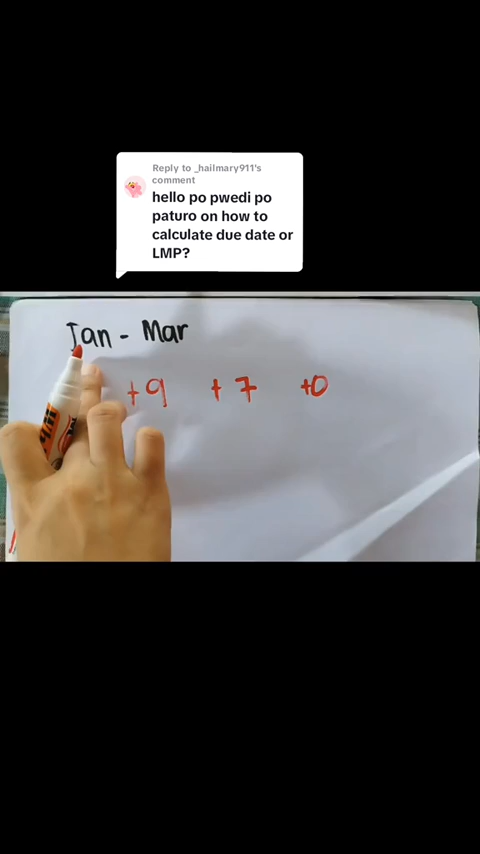 Reply to _hailmary911's
comment
hello po pwedi po
paturo on how to
calculate due date or
LMP?
Jan - Mar
+9 +7 +0